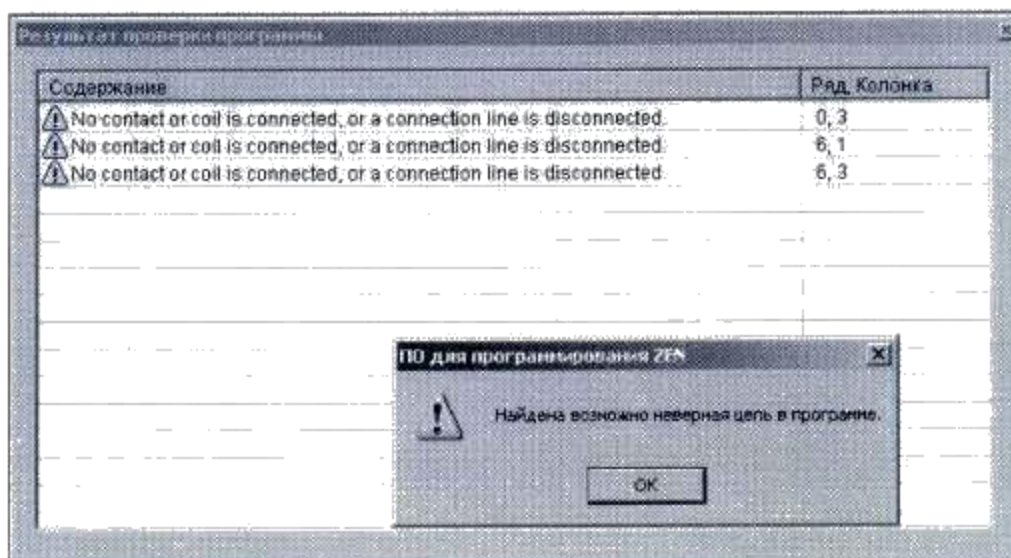 Результат проверки программы
Содержание Ряд, Колонка
No contact or coil is connected, or a connection line is disconnected. 0, 3
No contact or coil is connected, or a connection line is disconnected. 6, 1
No contact or coil is connected, or a connection line is disconnected. 6, 3
ПО для программирования ZEN
Найдена возможно неверная цепь в программе.
OK